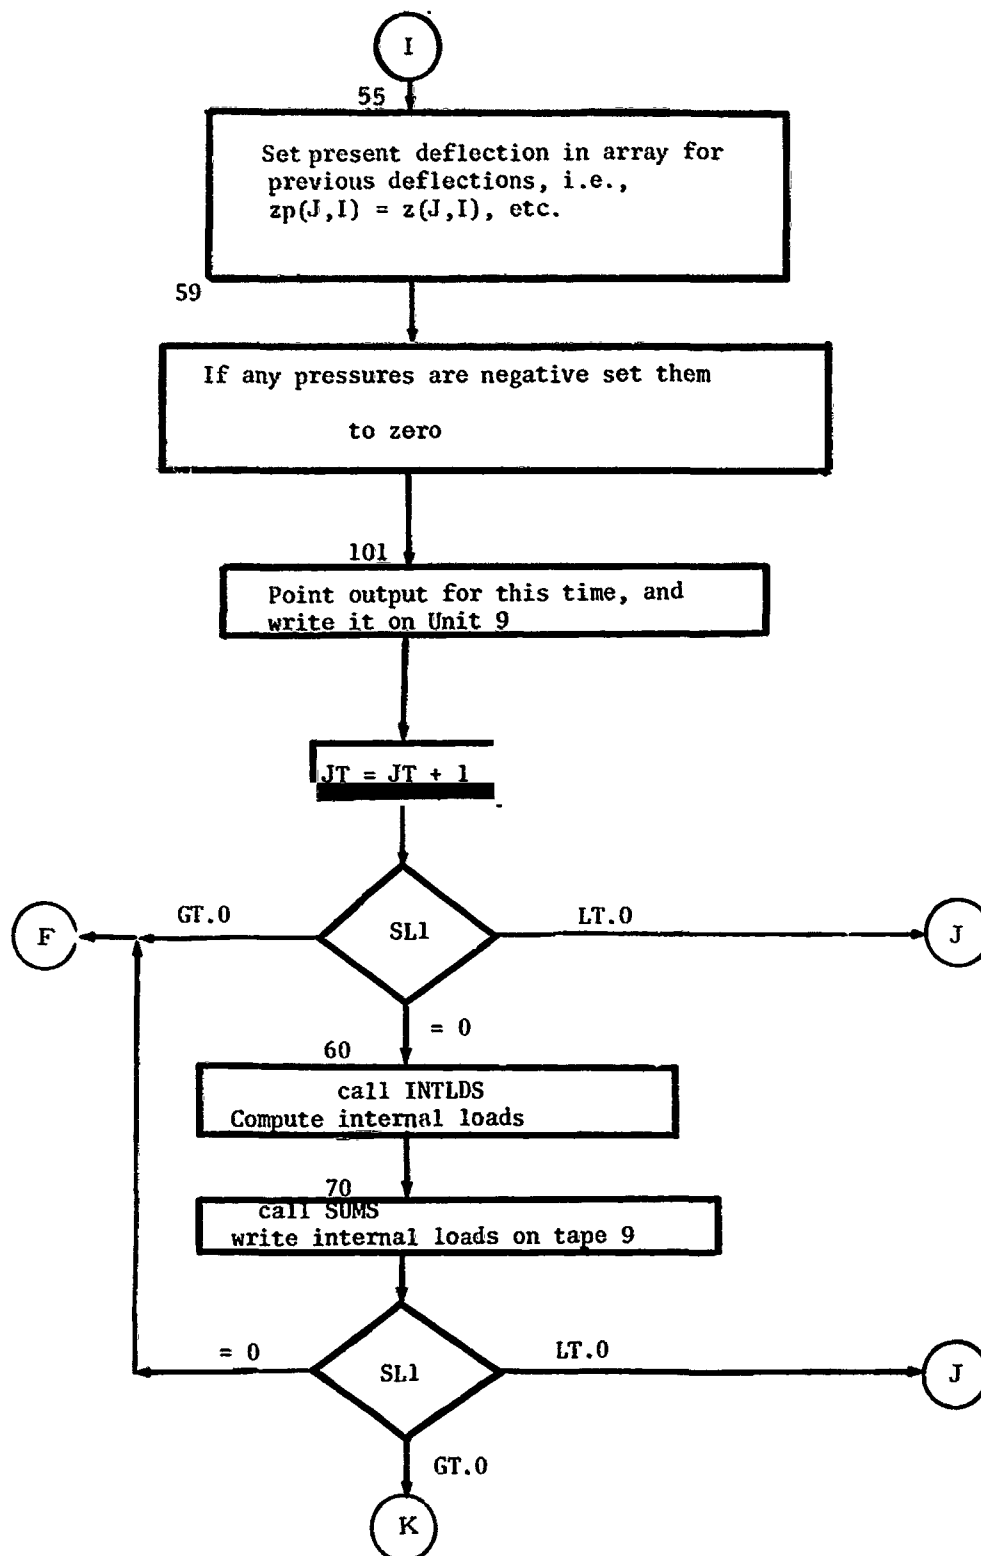 I
55
Set present deflection in array for
previous deflections, i.e.,
zp(J,I) = z(J,I), etc.
59
If any pressures are negative set them
to zero
101
Point output for this time, and
write it on Unit 9
JT = JT + 1
F
GT.0
SL1
LT.0
J
= 0
60
call INTLDS
Compute internal loads
70
call SUMS
write internal loads on tape 9
= 0
SL1
LT.0
J
GT.0
K